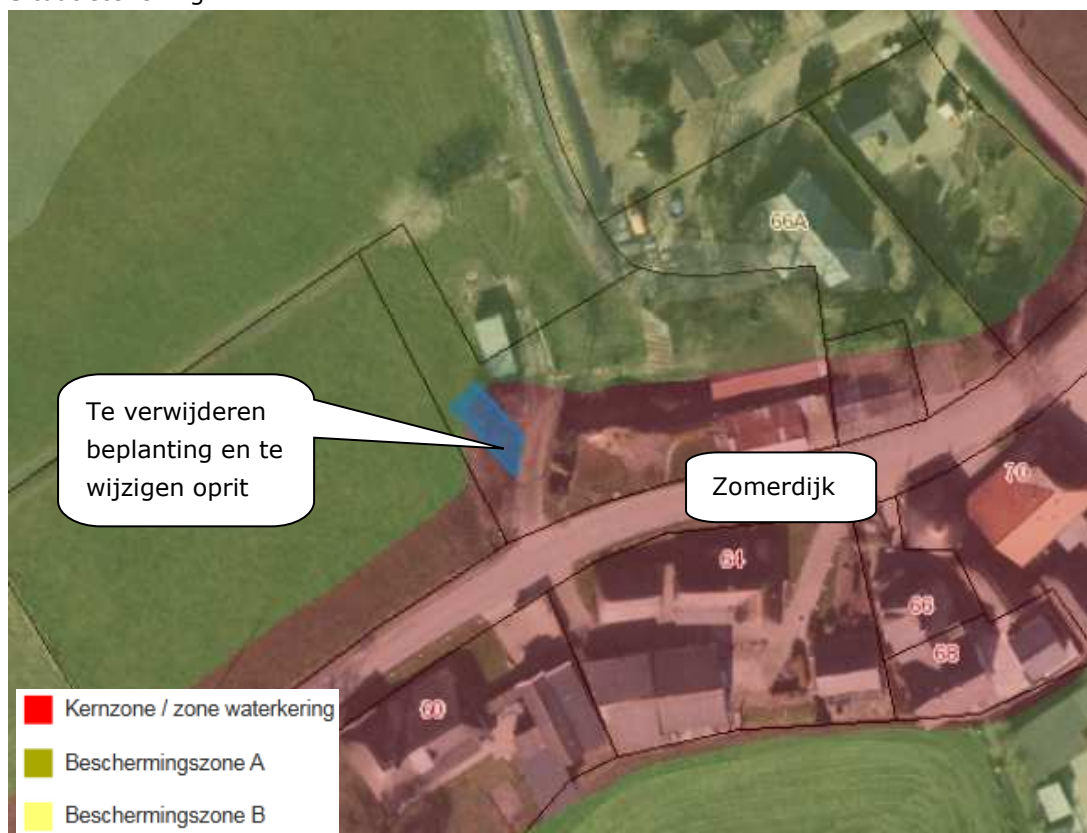 66A
Te verwijderen
beplanting en te
wijzigen oprit
Zomerdijk
70
64
66
68
60
Kernzone / zone waterkering
Beschermingszone A
Beschermingszone B